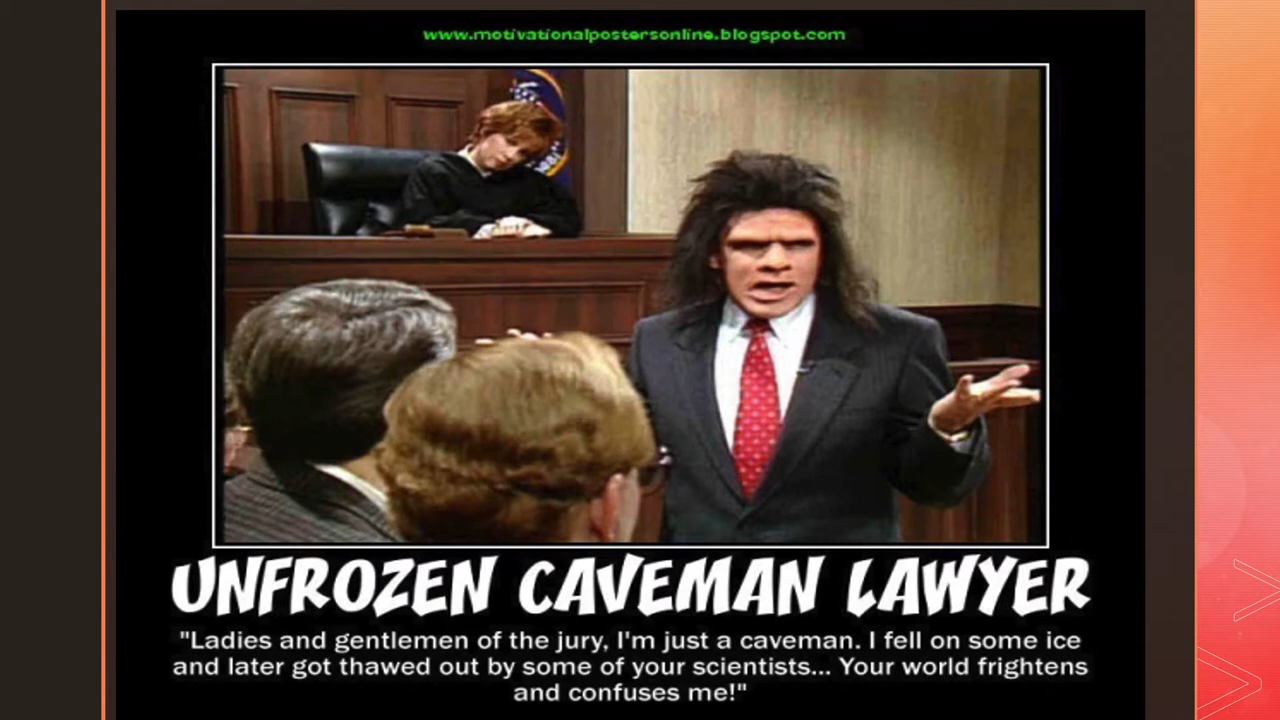 www.motivationalpostersonline.blogspot.com
UNFROZEN CAVEMAN LAWYER
"Ladies and gentlemen of the jury, I'm just a caveman. I fell on some ice
and later got thawed out by some of your scientists... Your world frightens
and confuses me!"